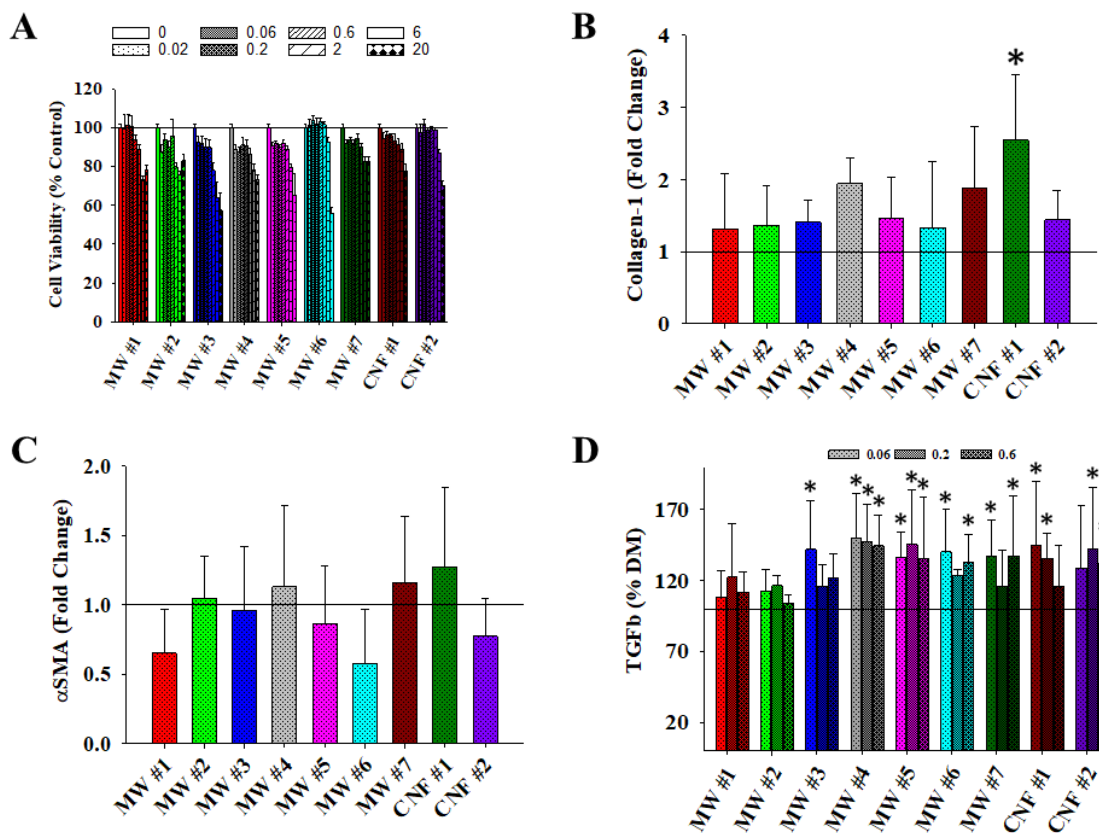 A
0 0.06 0.6 6
0.02 0.2 2 20
Cell Viability (% Control)
120
100
80
60
40
20
0
MW #1 MW #2 MW #3 MW #4 MW #5 MW #6 MW #7 CNF #1 CNF #2
B
Collagen-1 (Fold Change)
4
3
2
1
0
*
MW #1 MW #2 MW #3 MW #4 MW #5 MW #6 MW #7 CNF #1 CNF #2
C
αSMA (Fold Change)
2.0
1.5
1.0
0.5
0.0
MW #1 MW #2 MW #3 MW #4 MW #5 MW #6 MW #7 CNF #1 CNF #2
D
0.06 0.2 0.6
TGFb (% DM)
170
120
70
20
* * * * * * * * * * * * * * *
MW #1 MW #2 MW #3 MW #4 MW #5 MW #6 MW #7 CNF #1 CNF #2